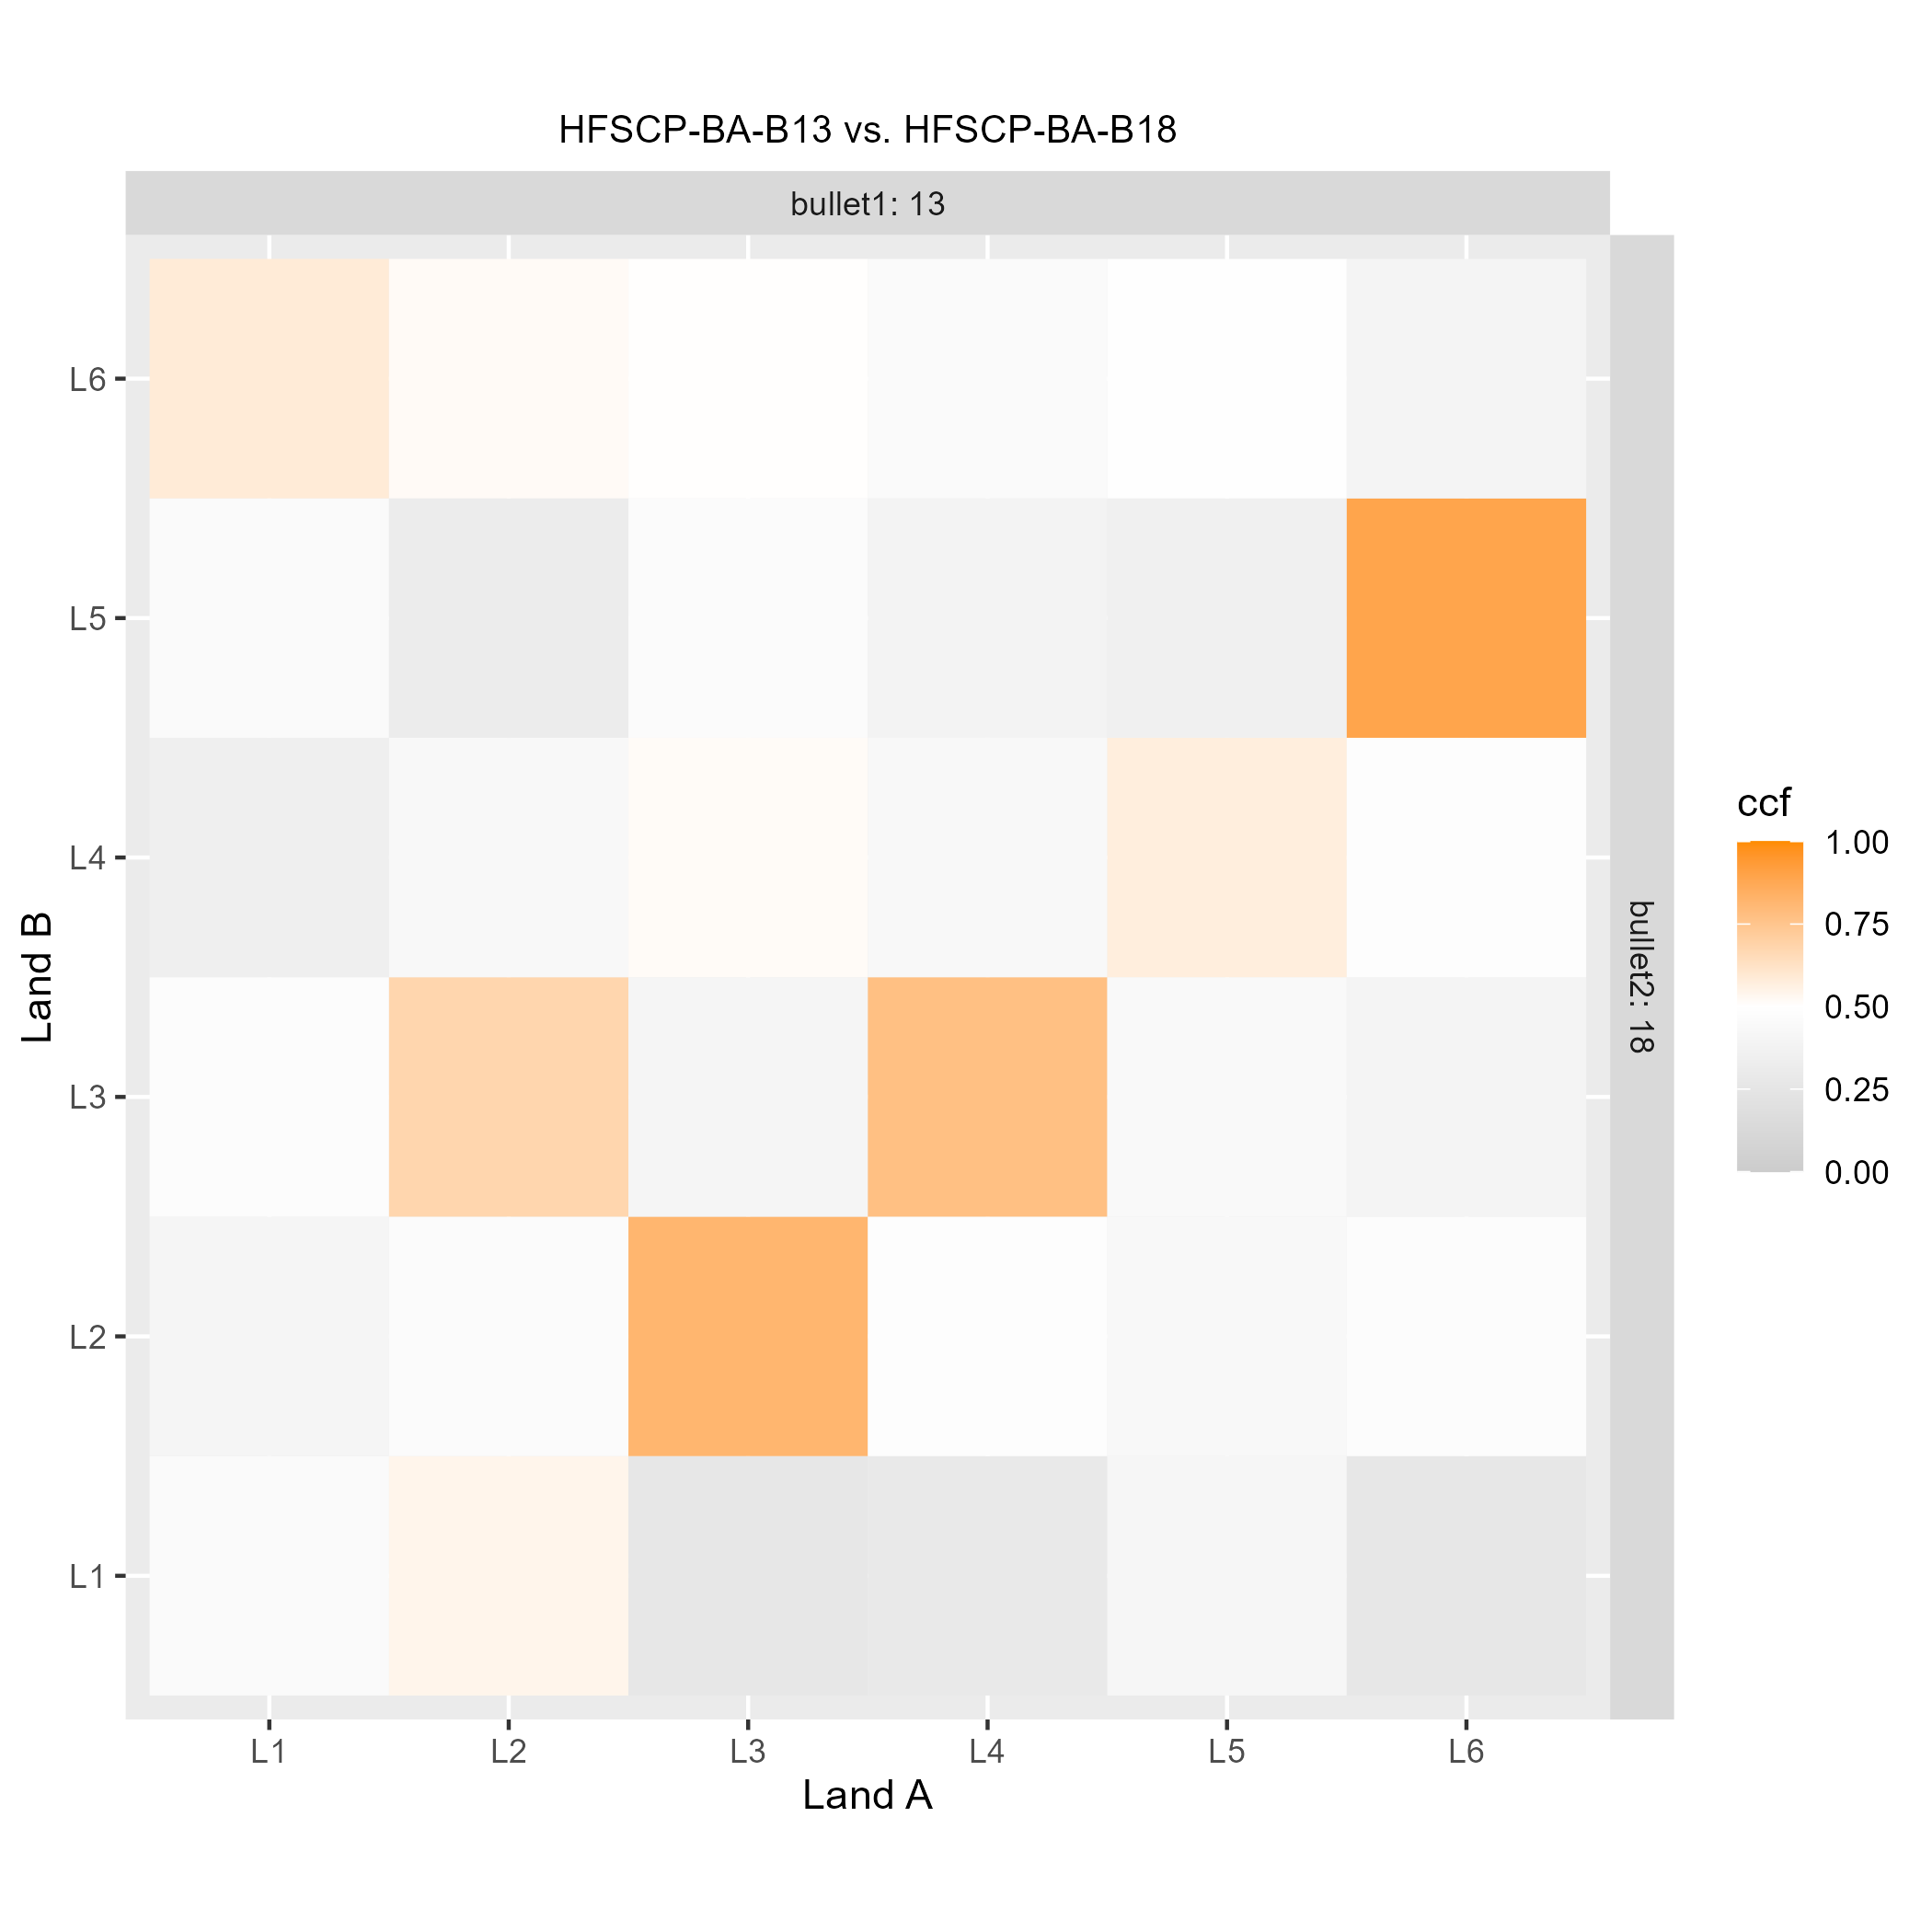 HFSCP-BA-B13 vs. HFSCP-BA-B18
bullet1: 13
L6
L5
L4
L3
L2
L1
Land B
bullet2: 18
ccf
1.00
0.75
0.50
0.25
0.00
L1 L2 L3 L4 L5 L6
Land A